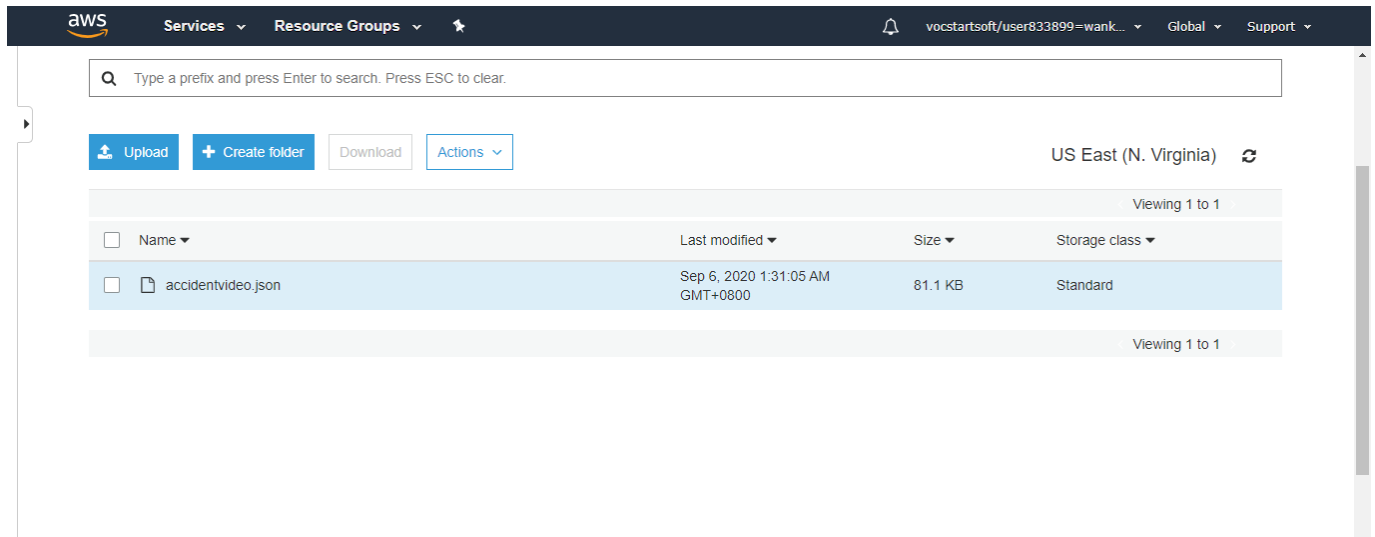 aws Services Resource Groups vocstartsoft/user833899=wank... Global Support
Type a prefix and press Enter to search. Press ESC to clear.
Upload Create folder Download Actions US East (N. Virginia)
Viewing 1 to 1
Name Last modified Size Storage class
accidentvideo.json Sep 6, 2020 1:31:05 AM 81.1 KB Standard
GMT+0800
Viewing 1 to 1